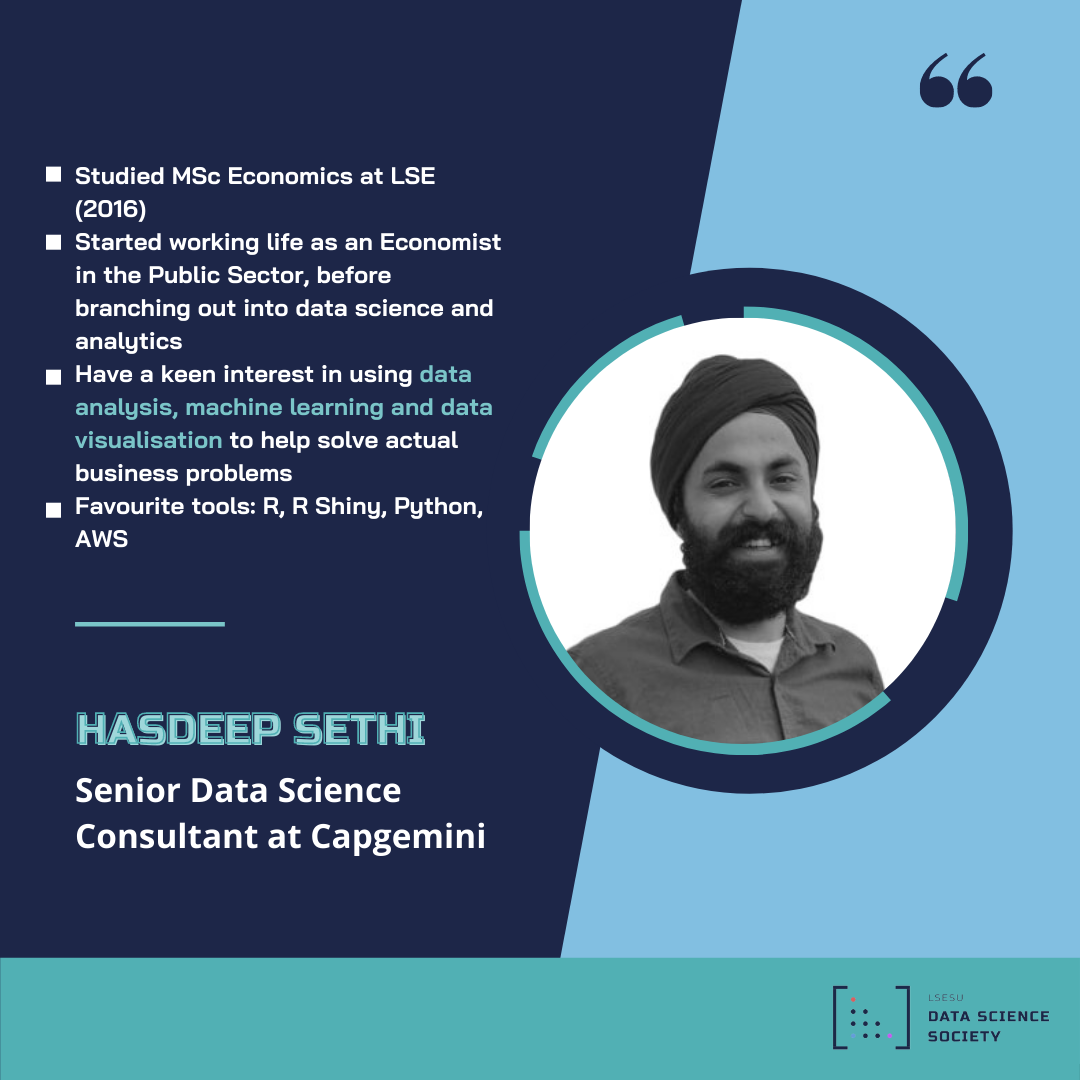 “
Studied MSc Economics at LSE
(2016)
Started working life as an Economist
in the Public Sector, before
branching out into data science and
analytics
Have a keen interest in using data
analysis, machine learning and data
visualisation to help solve actual
business problems
Favourite tools: R, R Shiny, Python,
AWS
HASDEEP SETHI
Senior Data Science
Consultant at Capgemini
LSESU
DATA SCIENCE
SOCIETY